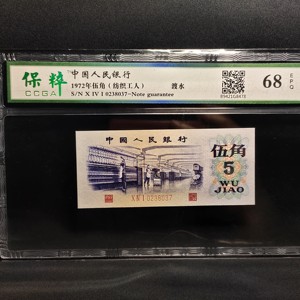 保粹
CCGA
中国人民银行
1972年伍角（纺织工人） 渡水
S/N X IV I 0238037-Note guarantee
68
EPQ
中国人民银行
伍角
5
WU
JIAO
X IV I 0238037